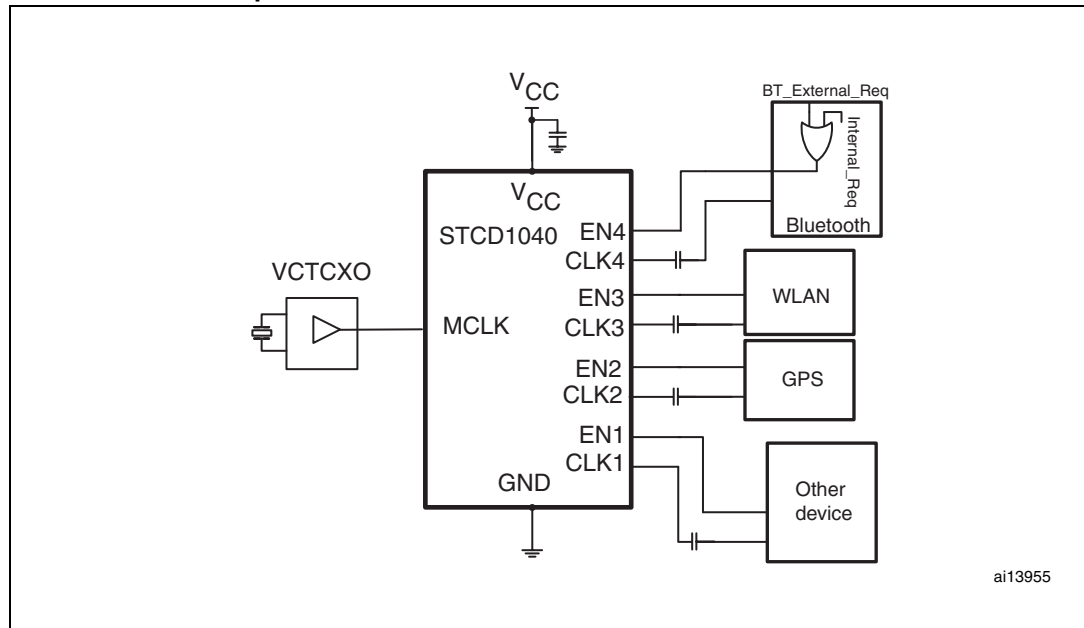 VCC
BT_External_Req
Internal_Req
Bluetooth
VCC
STCD1040
EN4
CLK4
VCTCXO
MCLK
EN3
CLK3
WLAN
EN2
CLK2
GPS
EN1
CLK1
GND
Other
device
ai13955